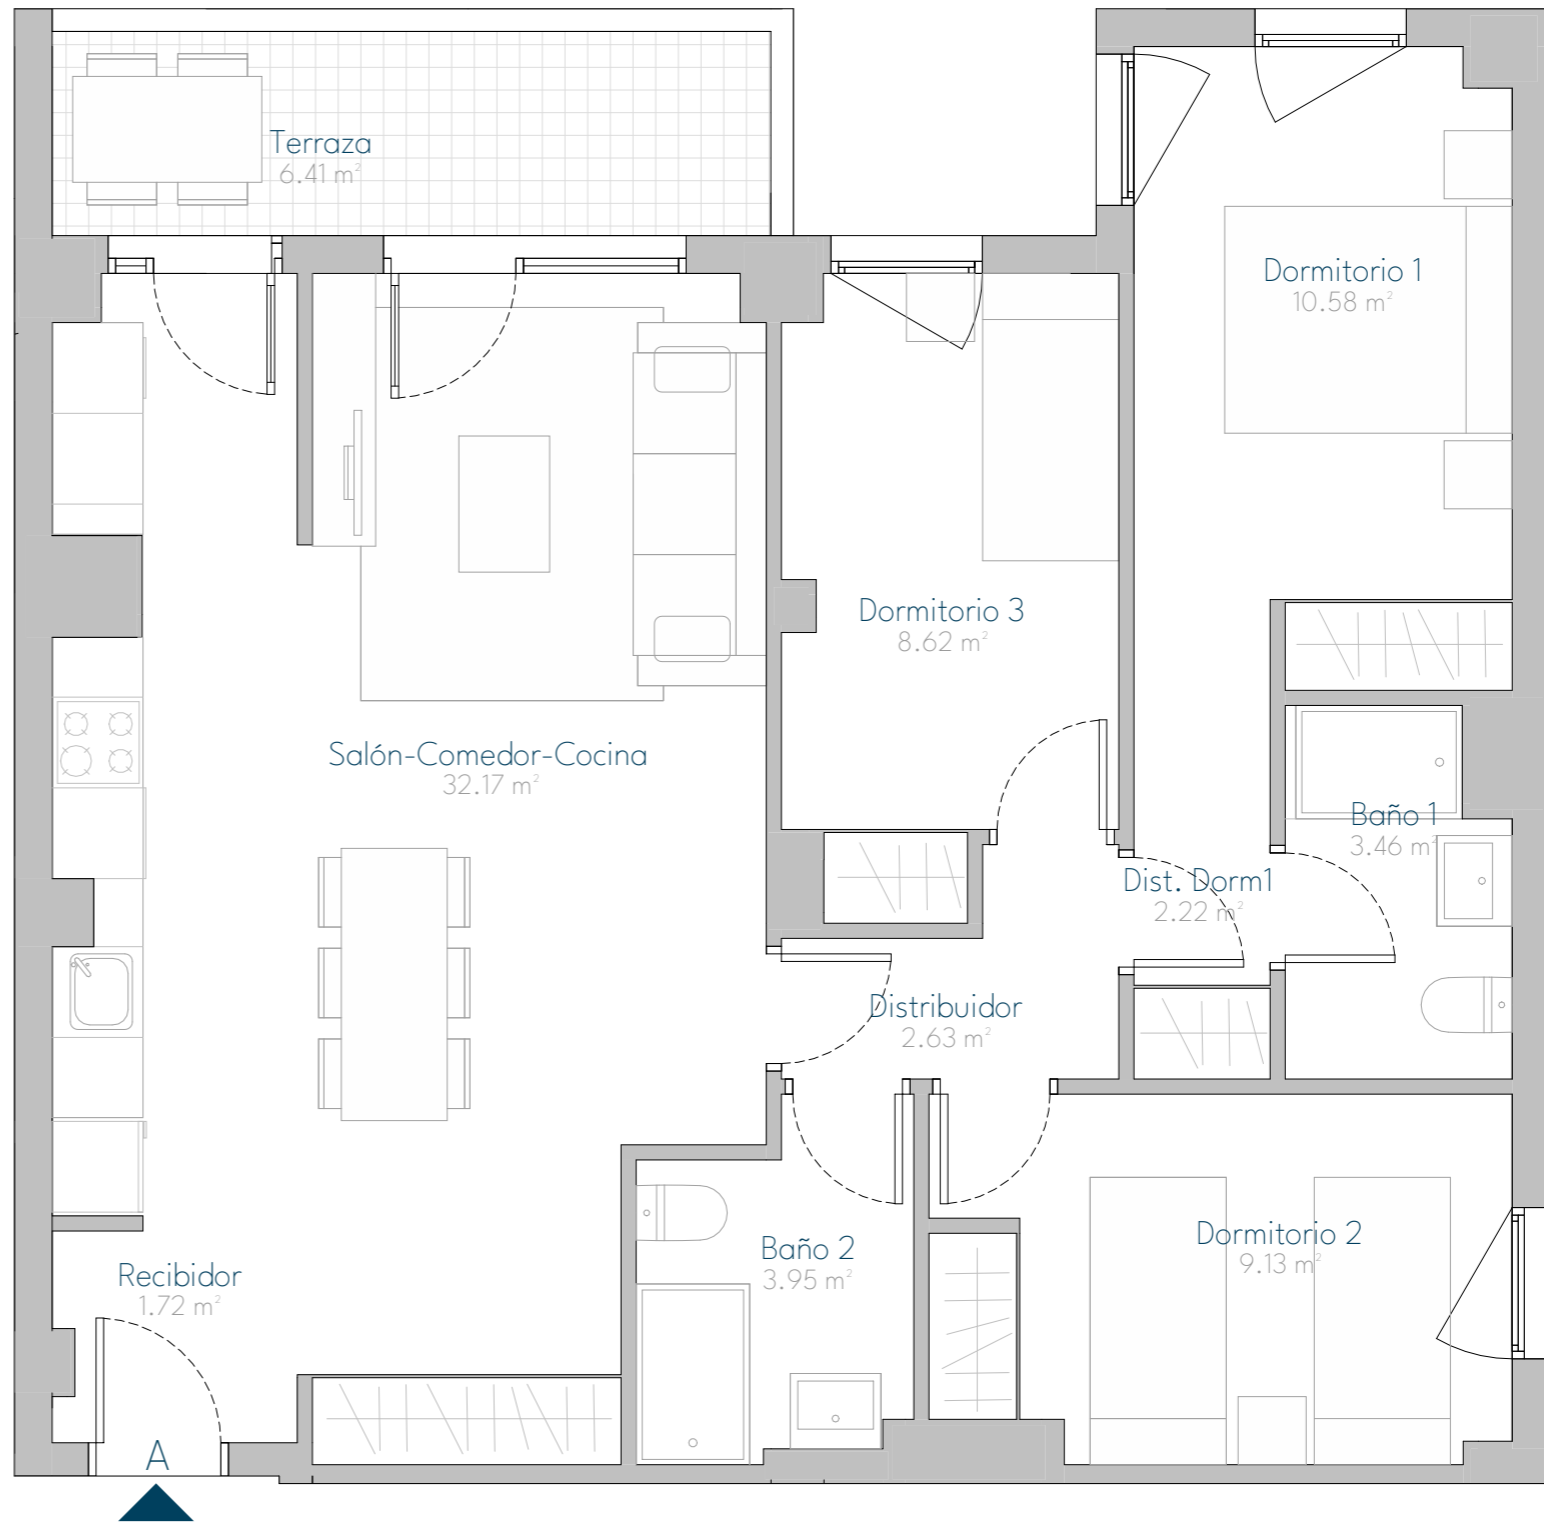 Terraza
6.41 m²
Dormitorio 1
10.58 m²
Dormitorio 3
8.62 m²
Salón-Comedor-Cocina
32.17 m²
Baño 1
3.46 m²
Dist. Dorm1
2.22 m²
Distribuidor
2.63 m²
Dormitorio 2
9.13 m²
Baño 2
3.95 m²
Recibidor
1.72 m²
A